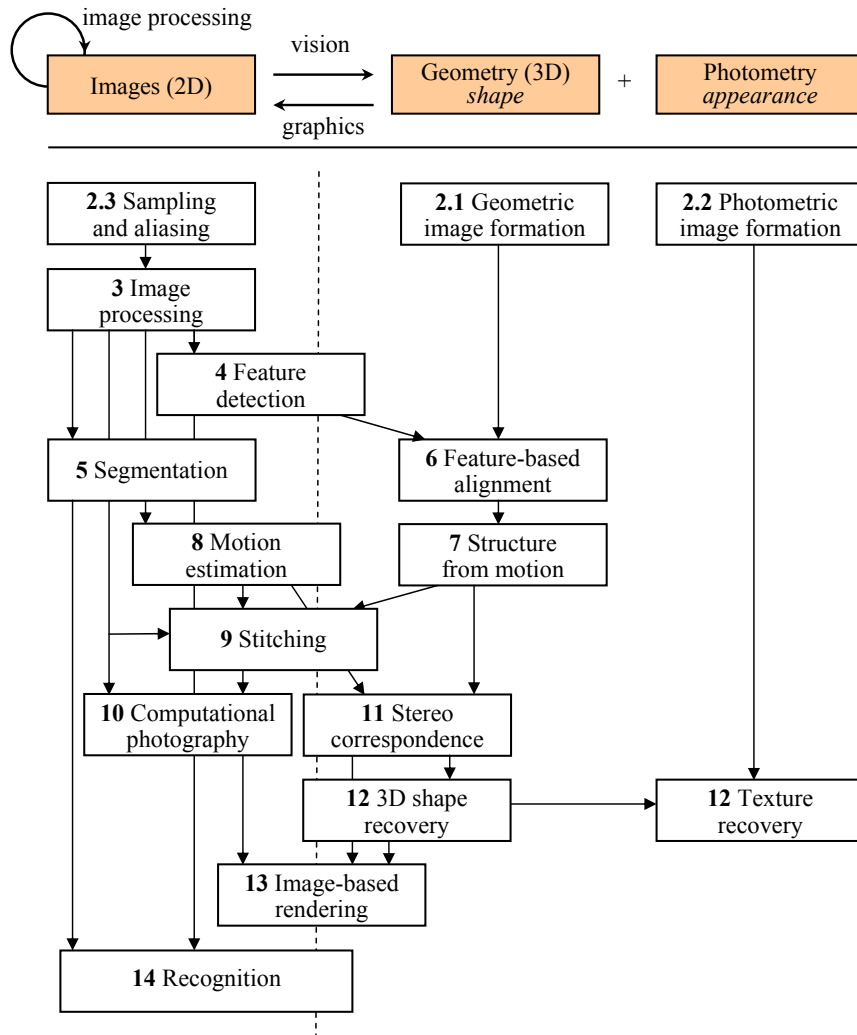 image processing
vision
Images (2D)
Geometry (3D)
shape
+
Photometry
appearance
graphics
2.3 Sampling
and aliasing
2.1 Geometric
image formation
2.2 Photometric
image formation
3 Image
processing
4 Feature
detection
5 Segmentation
6 Feature-based
alignment
8 Motion
estimation
7 Structure
from motion
9 Stitching
10 Computational
photography
11 Stereo
correspondence
12 3D shape
recovery
12 Texture
recovery
13 Image-based
rendering
14 Recognition